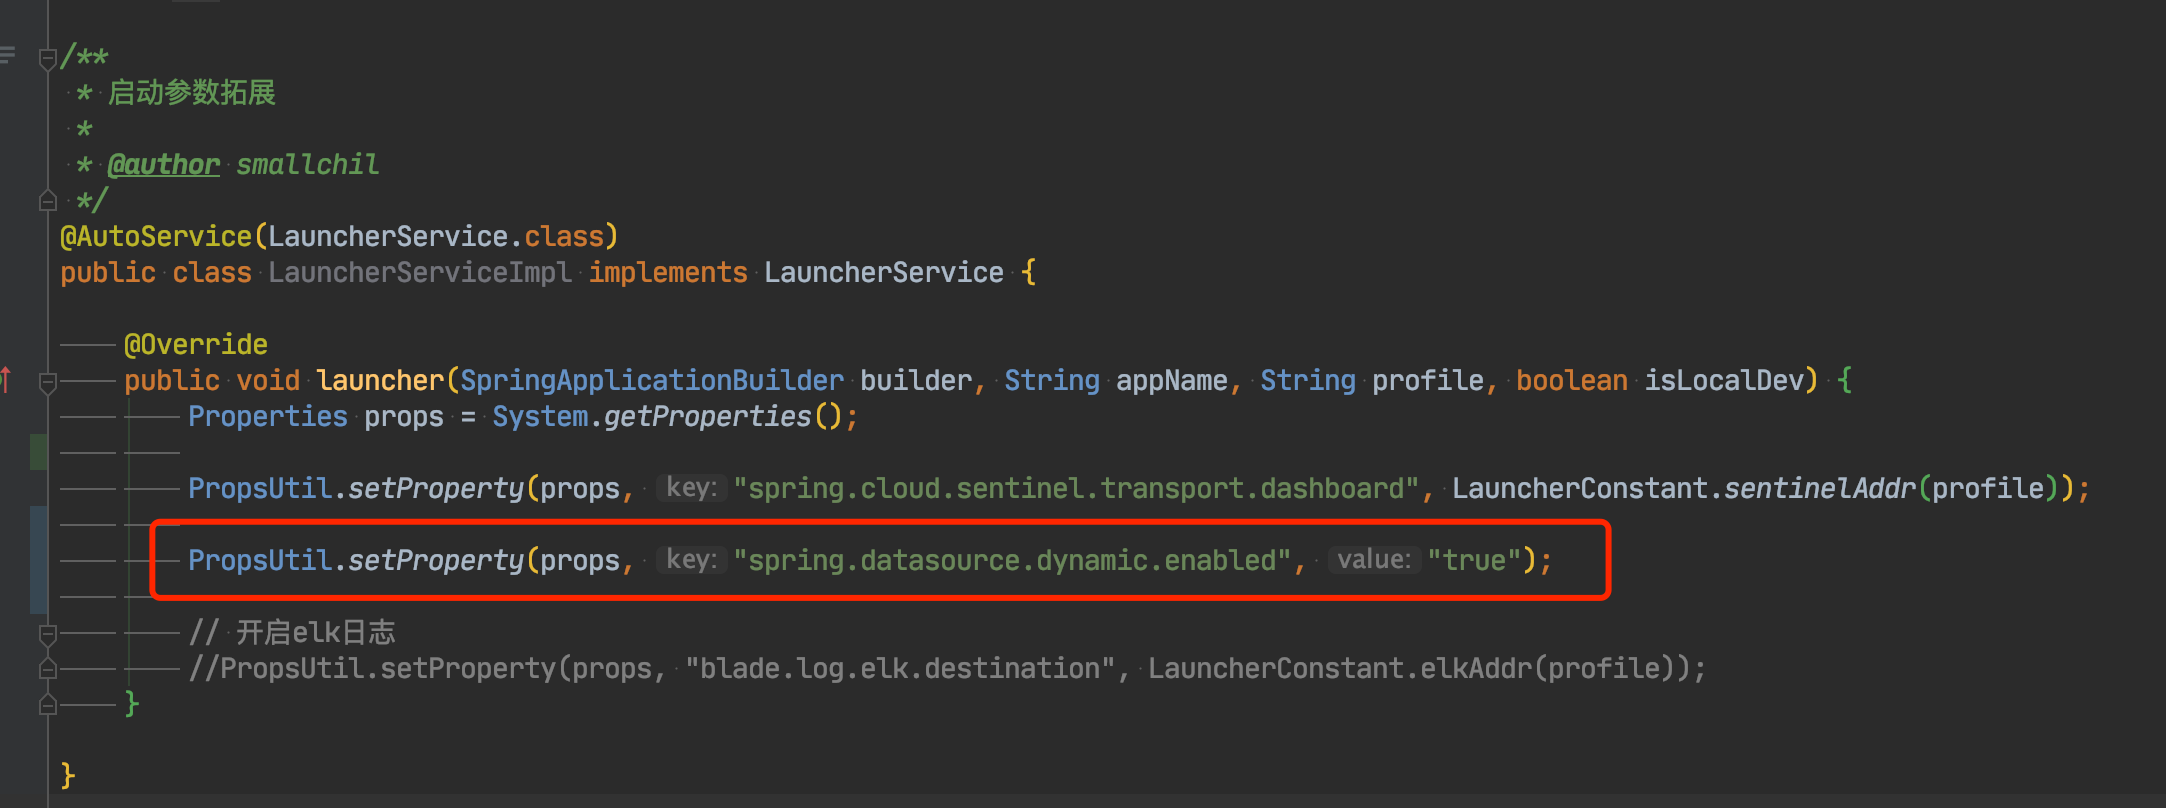 /**
* 启动参数拓展
*
* @author smallchil
*/
@AutoService(LauncherService.class)
public class LauncherServiceImpl implements LauncherService {
@Override
public void launcher(SpringApplicationBuilder builder, String appName, String profile, boolean isLocalDev) {
Properties props = System.getProperties();
PropsUtil.setProperty(props, key: "spring.cloud.sentinel.transport.dashboard", LauncherConstant.sentinelAddr(profile));
PropsUtil.setProperty(props, key: "spring.datasource.dynamic.enabled", value: "true");
// 开启elk日志
//PropsUtil.setProperty(props, "blade.log.elk.destination", LauncherConstant.elkAddr(profile));
}
}